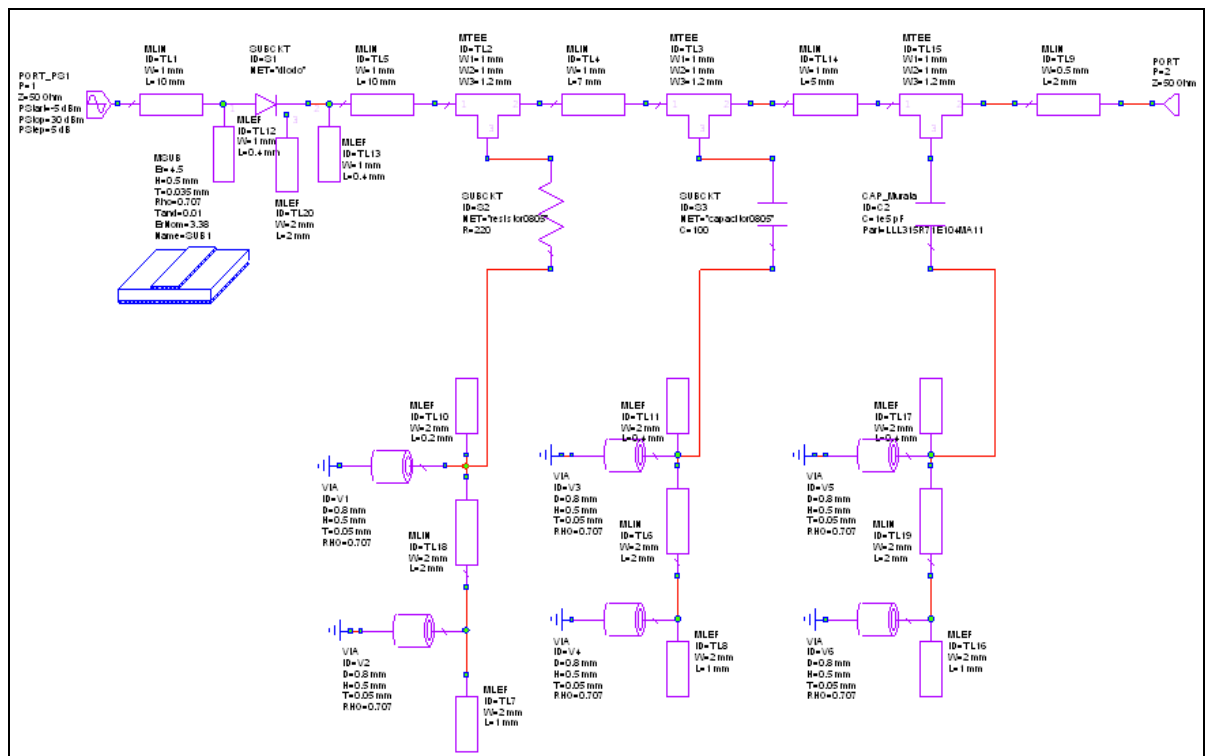 PORT_PS1
P=1
Z=50 Ohm
PStart=-5 dBm
PStop=30 dBm
PStep=5 dB
MLIN
ID=TL1
W=1 mm
L=10 mm
SUBCKT
ID=S1
NET="diodo"
MLIN
ID=TL5
W=1 mm
L=10 mm
MTEE
ID=TL2
W1=1 mm
W2=1 mm
W3=1.2 mm
MLIN
ID=TL4
W=1 mm
L=7 mm
MTEE
ID=TL3
W1=1 mm
W2=1 mm
W3=1.2 mm
MLIN
ID=TL14
W=1 mm
L=5 mm
MTEE
ID=TL15
W1=1 mm
W2=1 mm
W3=1.2 mm
MLIN
ID=TL9
W=0.5 mm
L=2 mm
PORT
P=2
Z=50 Ohm
1
2
3
1
2
3
1
2
3
1
2
3
MLEF
ID=TL12
W=1 mm
L=0.4 mm
MLEF
ID=TL13
W=1 mm
L=0.4 mm
MLEF
ID=TL20
W=2 mm
L=2 mm
MSUB
Er=4.5
H=0.5 mm
T=0.035 mm
Rho=0.707
Tand=0.01
ErNom=3.38
Name=SUB1
SUBCKT
ID=S2
NET="resistor0805"
R=220
SUBCKT
ID=S3
NET="capacitor0805"
C=100
CAP_Murata
ID=C2
C=1e5 pF
Part=LLL315R71E104MA11
MLEF
ID=TL10
W=2 mm
L=0.2 mm
MLEF
ID=TL11
W=2 mm
L=0.4 mm
MLEF
ID=TL17
W=2 mm
L=0.4 mm
VIA
ID=V1
D=0.8 mm
H=0.5 mm
T=0.05 mm
RHO=0.707
MLIN
ID=TL18
W=2 mm
L=2 mm
VIA
ID=V3
D=0.8 mm
H=0.5 mm
T=0.05 mm
RHO=0.707
MLIN
ID=TL6
W=2 mm
L=2 mm
VIA
ID=V5
D=0.8 mm
H=0.5 mm
T=0.05 mm
RHO=0.707
MLIN
ID=TL19
W=2 mm
L=2 mm
VIA
ID=V2
D=0.8 mm
H=0.5 mm
T=0.05 mm
RHO=0.707
MLEF
ID=TL7
W=2 mm
L=1 mm
VIA
ID=V4
D=0.8 mm
H=0.5 mm
T=0.05 mm
RHO=0.707
MLEF
ID=TL8
W=2 mm
L=1 mm
VIA
ID=V6
D=0.8 mm
H=0.5 mm
T=0.05 mm
RHO=0.707
MLEF
ID=TL16
W=2 mm
L=1 mm